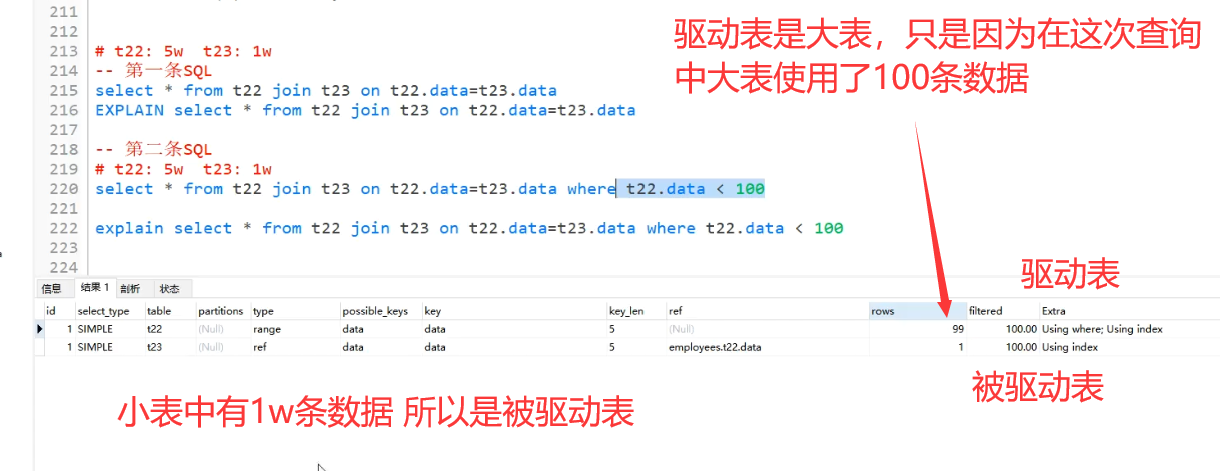 211
212
213 # t22: 5w  t23: 1w
214 -- 第一条SQL
215 select * from t22 join t23 on t22.data=t23.data
216 EXPLAIN select * from t22 join t23 on t22.data=t23.data
217
218 -- 第二条SQL
219 # t22: 5w  t23: 1w
220 select * from t22 join t23 on t22.data=t23.data where t22.data < 100
221
222 explain select * from t22 join t23 on t22.data=t23.data where t22.data < 100
223
224
驱动表是大表，只是因为在这次查询
中大表使用了100条数据
驱动表
信息 结果 1 剖析 状态
id select_type table partitions type possible_keys key key_len ref rows filtered Extra
1 SIMPLE t22 (Null) range data data 5 (Null) 99 100.00 Using where; Using index
1 SIMPLE t23 (Null) ref data data 5 employees.t22.data 1 100.00 Using index
被驱动表
小表中有1w条数据 所以是被驱动表